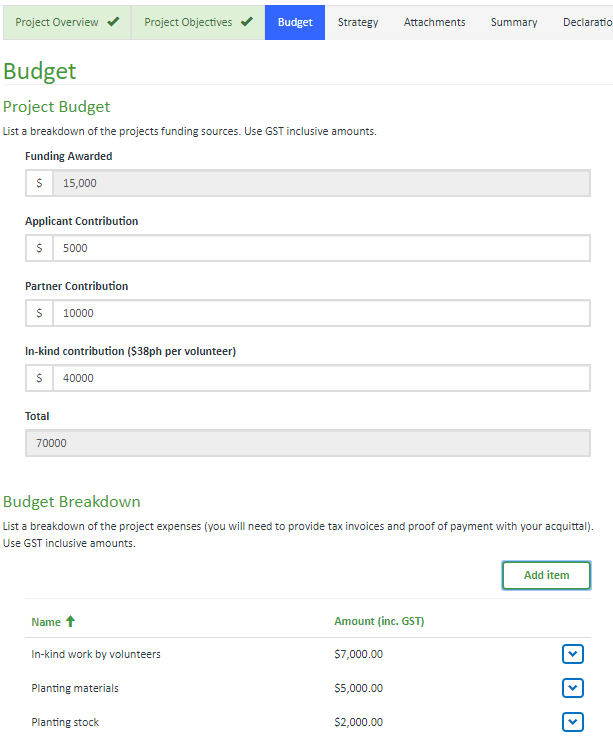 Project Overview ✔ Project Objectives ✔ Budget Strategy Attachments Summary Declaratio
Budget
Project Budget
List a breakdown of the projects funding sources. Use GST inclusive amounts.
Funding Awarded
$ 15,000
Applicant Contribution
$ 5000
Partner Contribution
$ 10000
In-kind contribution ($38ph per volunteer)
$ 40000
Total
70000
Budget Breakdown
List a breakdown of the project expenses (you will need to provide tax invoices and proof of payment with your acquittal).
Use GST inclusive amounts.
Add item
Name ↑ Amount (inc. GST)
In-kind work by volunteers $7,000.00
Planting materials $5,000.00
Planting stock $2,000.00